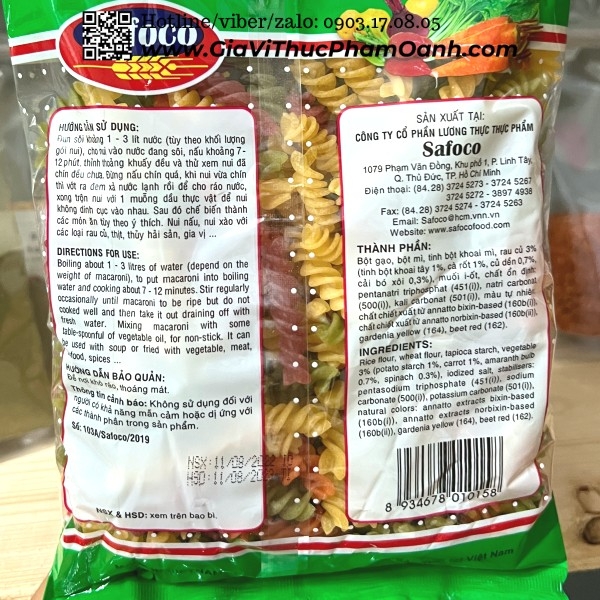 Hotline/viber/zalo: 0903.17.08.05
www.GiaViThucPhamOanh.com
Safoco
HƯỚNG DẪN SỬ DỤNG:
Đun sôi khoảng 1 - 3 lít nước (tùy theo khối lượng
gói nui), cho nui vào nước đang sôi, nấu khoảng 7 -
12 phút, thỉnh thoảng khuấy đều và thử xem nui đã
chín đều chưa. Đừng nấu chín quá, khi nui vừa chín
thì vớt ra đem xả nước lạnh rồi để cho ráo nước,
xong trộn nui với 1 muỗng dầu thực vật để nui
không dính cục vào nhau. Sau đó chế biến thành
các món ăn tùy theo ý thích. Nui nấu, nui xào với
các loại rau củ, thịt, thủy hải sản, gia vị ...
DIRECTIONS FOR USE:
Boiling about 1 - 3 litres of water (depend on the
weight of macaroni), to put macaroni into boiling
water and cooking about 7 - 12 minutes. Stir regularly
occasionally until macaroni to be ripe but do not
cooked well and then take it out draining off with
fresh water. Mixing macaroni with some
table-spoonful of vegetable oil, for non-stick. It can
be used with soup or fried with vegetable, meat,
seafood, spices ...
HƯỚNG DẪN BẢO QUẢN:
Để nơi khô ráo, thoáng mát.
Thông tin cảnh báo: Không sử dụng đối với
người có khả năng mẫn cảm hoặc dị ứng với
các thành phần trong sản phẩm.
Số: 103A/Safoco/2019
NSX:11/08/
HSD:11/08/
NSX & HSD: xem trên bao bì.
SẢN XUẤT TẠI:
CÔNG TY CỔ PHẦN LƯƠNG THỰC THỰC PHẨM
Safoco
1079 Phạm Văn Đồng, Khu phố 1, P. Linh Tây,
Q. Thủ Đức, TP. Hồ Chí Minh
Điện thoại: (84.28) 3724 5273 - 3724 5267
3724 5272 - 3897 4938
Fax: (84.28) 3724 5274 - 3724 5263
Email: Safoco@hcm.vnn.vn
Website: www.safocofood.com
THÀNH PHẦN:
Bột gạo, bột mì, tinh bột khoai mì, rau củ 3%
(tinh bột khoai tây 1%, cà rốt 1%, củ dền 0,7%,
cải bó xôi 0,3%), muối i-ốt, chất ổn định:
pentanatri triphosphat (451(i)), natri carbonat
(500(i)), kali carbonat (501(i)), màu tự nhiên:
chất chiết xuất từ annatto bixin-based (160b(i)),
chất chiết xuất từ annatto norbixin-based (160b(ii)),
gardenia yellow (164), beet red (162).
INGREDIENTS:
Rice flour, wheat flour, tapioca starch, vegetable
3% (potato starch 1%, carrot 1%, amaranth bulb
0.7%, spinach 0.3%), iodized salt, stabilisers:
pentasodium triphosphate (451(i)), sodium
carbonate (500(i)), potassium carbonate (501(i)),
natural colors: annatto extracts bixin-based
(160b(i)), annatto extracts norbixin-based
(160b(ii)), gardenia yellow (164), beet red (162).
8 934678 010158
Việt Nam